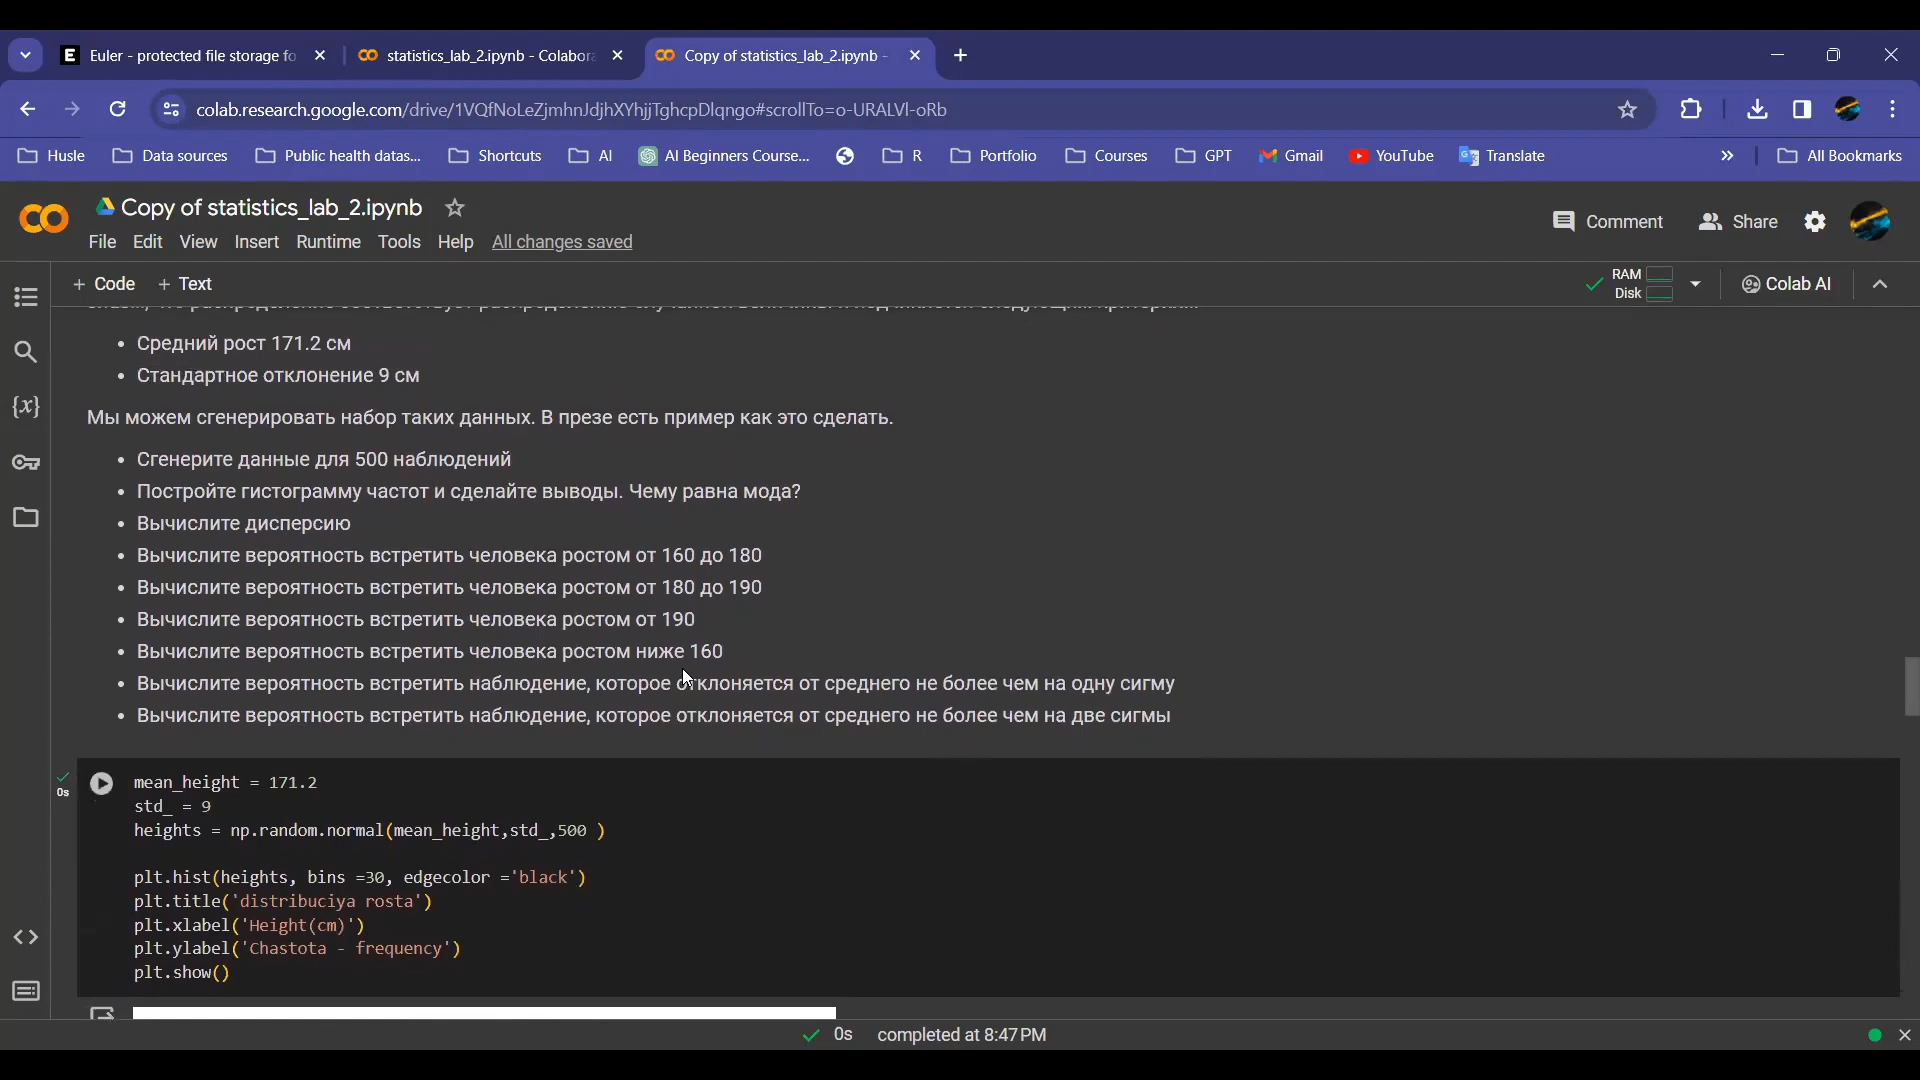 Euler - protected file storage fo
statistics_lab_2.ipynb - Colabora
Copy of statistics_lab_2.ipynb -
colab.research.google.com/drive/1VQfNoLeZjmhnJdjhXYhjjTghcpDlqngo#scrollTo=o-URALVl-oRb
Husle
Data sources
Public health datas...
Shortcuts
AI
AI Beginners Course...
R
Portfolio
Courses
GPT
Gmail
YouTube
Translate
»
All Bookmarks
Copy of statistics_lab_2.ipynb
Comment
Share
File Edit View Insert Runtime Tools Help All changes saved
+ Code + Text
RAM
Disk
Colab AI
• Средний рост 171.2 см
• Стандартное отклонение 9 см
Мы можем сгенерировать набор таких данных. В презе есть пример как это сделать.
• Сгенерите данные для 500 наблюдений
• Постройте гистограмму частот и сделайте выводы. Чему равна мода?
• Вычислите дисперсию
• Вычислите вероятность встретить человека ростом от 160 до 180
• Вычислите вероятность встретить человека ростом от 180 до 190
• Вычислите вероятность встретить человека ростом от 190
• Вычислите вероятность встретить человека ростом ниже 160
• Вычислите вероятность встретить наблюдение, которое отклоняется от среднего не более чем на одну сигму
• Вычислите вероятность встретить наблюдение, которое отклоняется от среднего не более чем на две сигмы
0s
mean_height = 171.2
std_ = 9
heights = np.random.normal(mean_height,std_,500 )
plt.hist(heights, bins =30, edgecolor ='black')
plt.title('distribuciya rosta')
plt.xlabel('Height(cm)')
plt.ylabel('Chastota - frequency')
plt.show()
0s completed at 8:47 PM